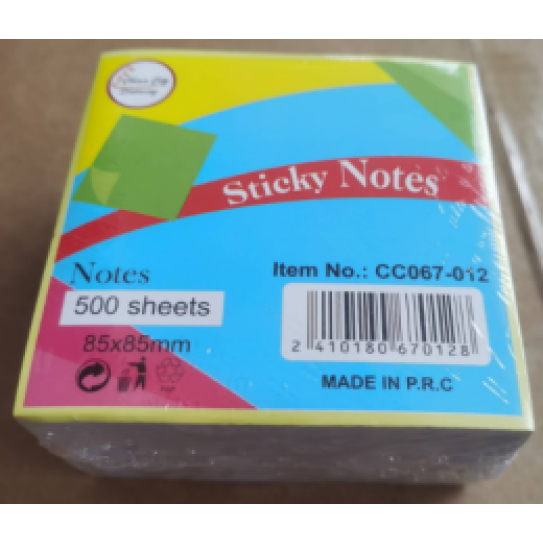 Sticky Notes
Notes
Item No.: CC067-012
500 sheets
85x85mm
2 410180 670128
MADE IN P.R.C